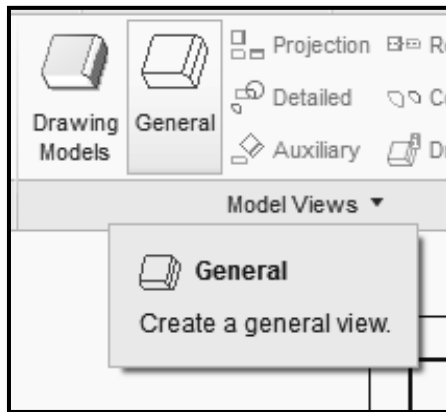 Drawing
Models
General
Projection
Detailed
Auxiliary
Model Views
General
Create a general view.